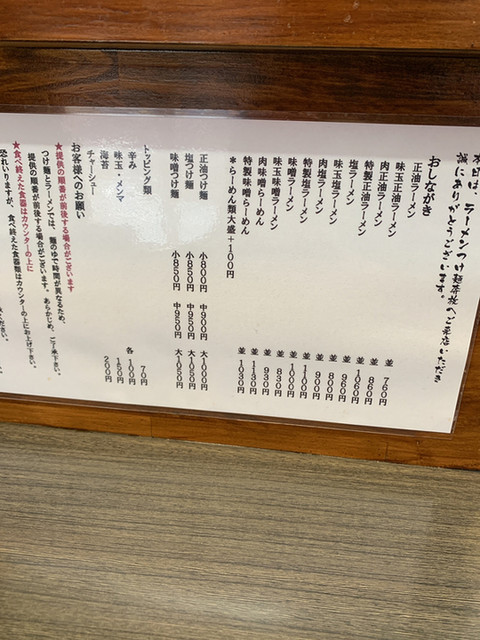 本日は、ラーメンつけ麺へご来店いただき
誠にありがとうございます。
おしながき
正油ラーメン 並 760円
味玉正油ラーメン 並 860円
肉正油ラーメン 並 1060円
特製正油ラーメン 並 960円
塩ラーメン 並 800円
味玉塩ラーメン 並 900円
肉塩ラーメン 並 1100円
特製塩ラーメン 並 1000円
味噌ラーメン 並 830円
味玉味噌ラーメン 並 930円
肉味噌らーめん 並 1130円
特製味噌らーめん 並 1030円
*らーめん類大盛+100円
正油つけ麺 小800円 中900円 大1000円
塩つけ麺 小850円 中950円 大1050円
味噌つけ麺 小850円 中950円 大1050円
トッピング類
辛み 70円
味玉・メンマ 各100円
海苔 150円
チャーシュー 200円
お客様へのお願い
★提供の順番が前後する場合がございます
つけ麺とラーメンでは、麺のゆで時間が異なるため、
提供の順番が前後する場合がございます。あらかじめ、ご了承下さい。
★食べ終えた食器はカウンターの上に
恐れいりますが、食べ終えた食器類はカウンターの上にお上げ下さい。
ください。